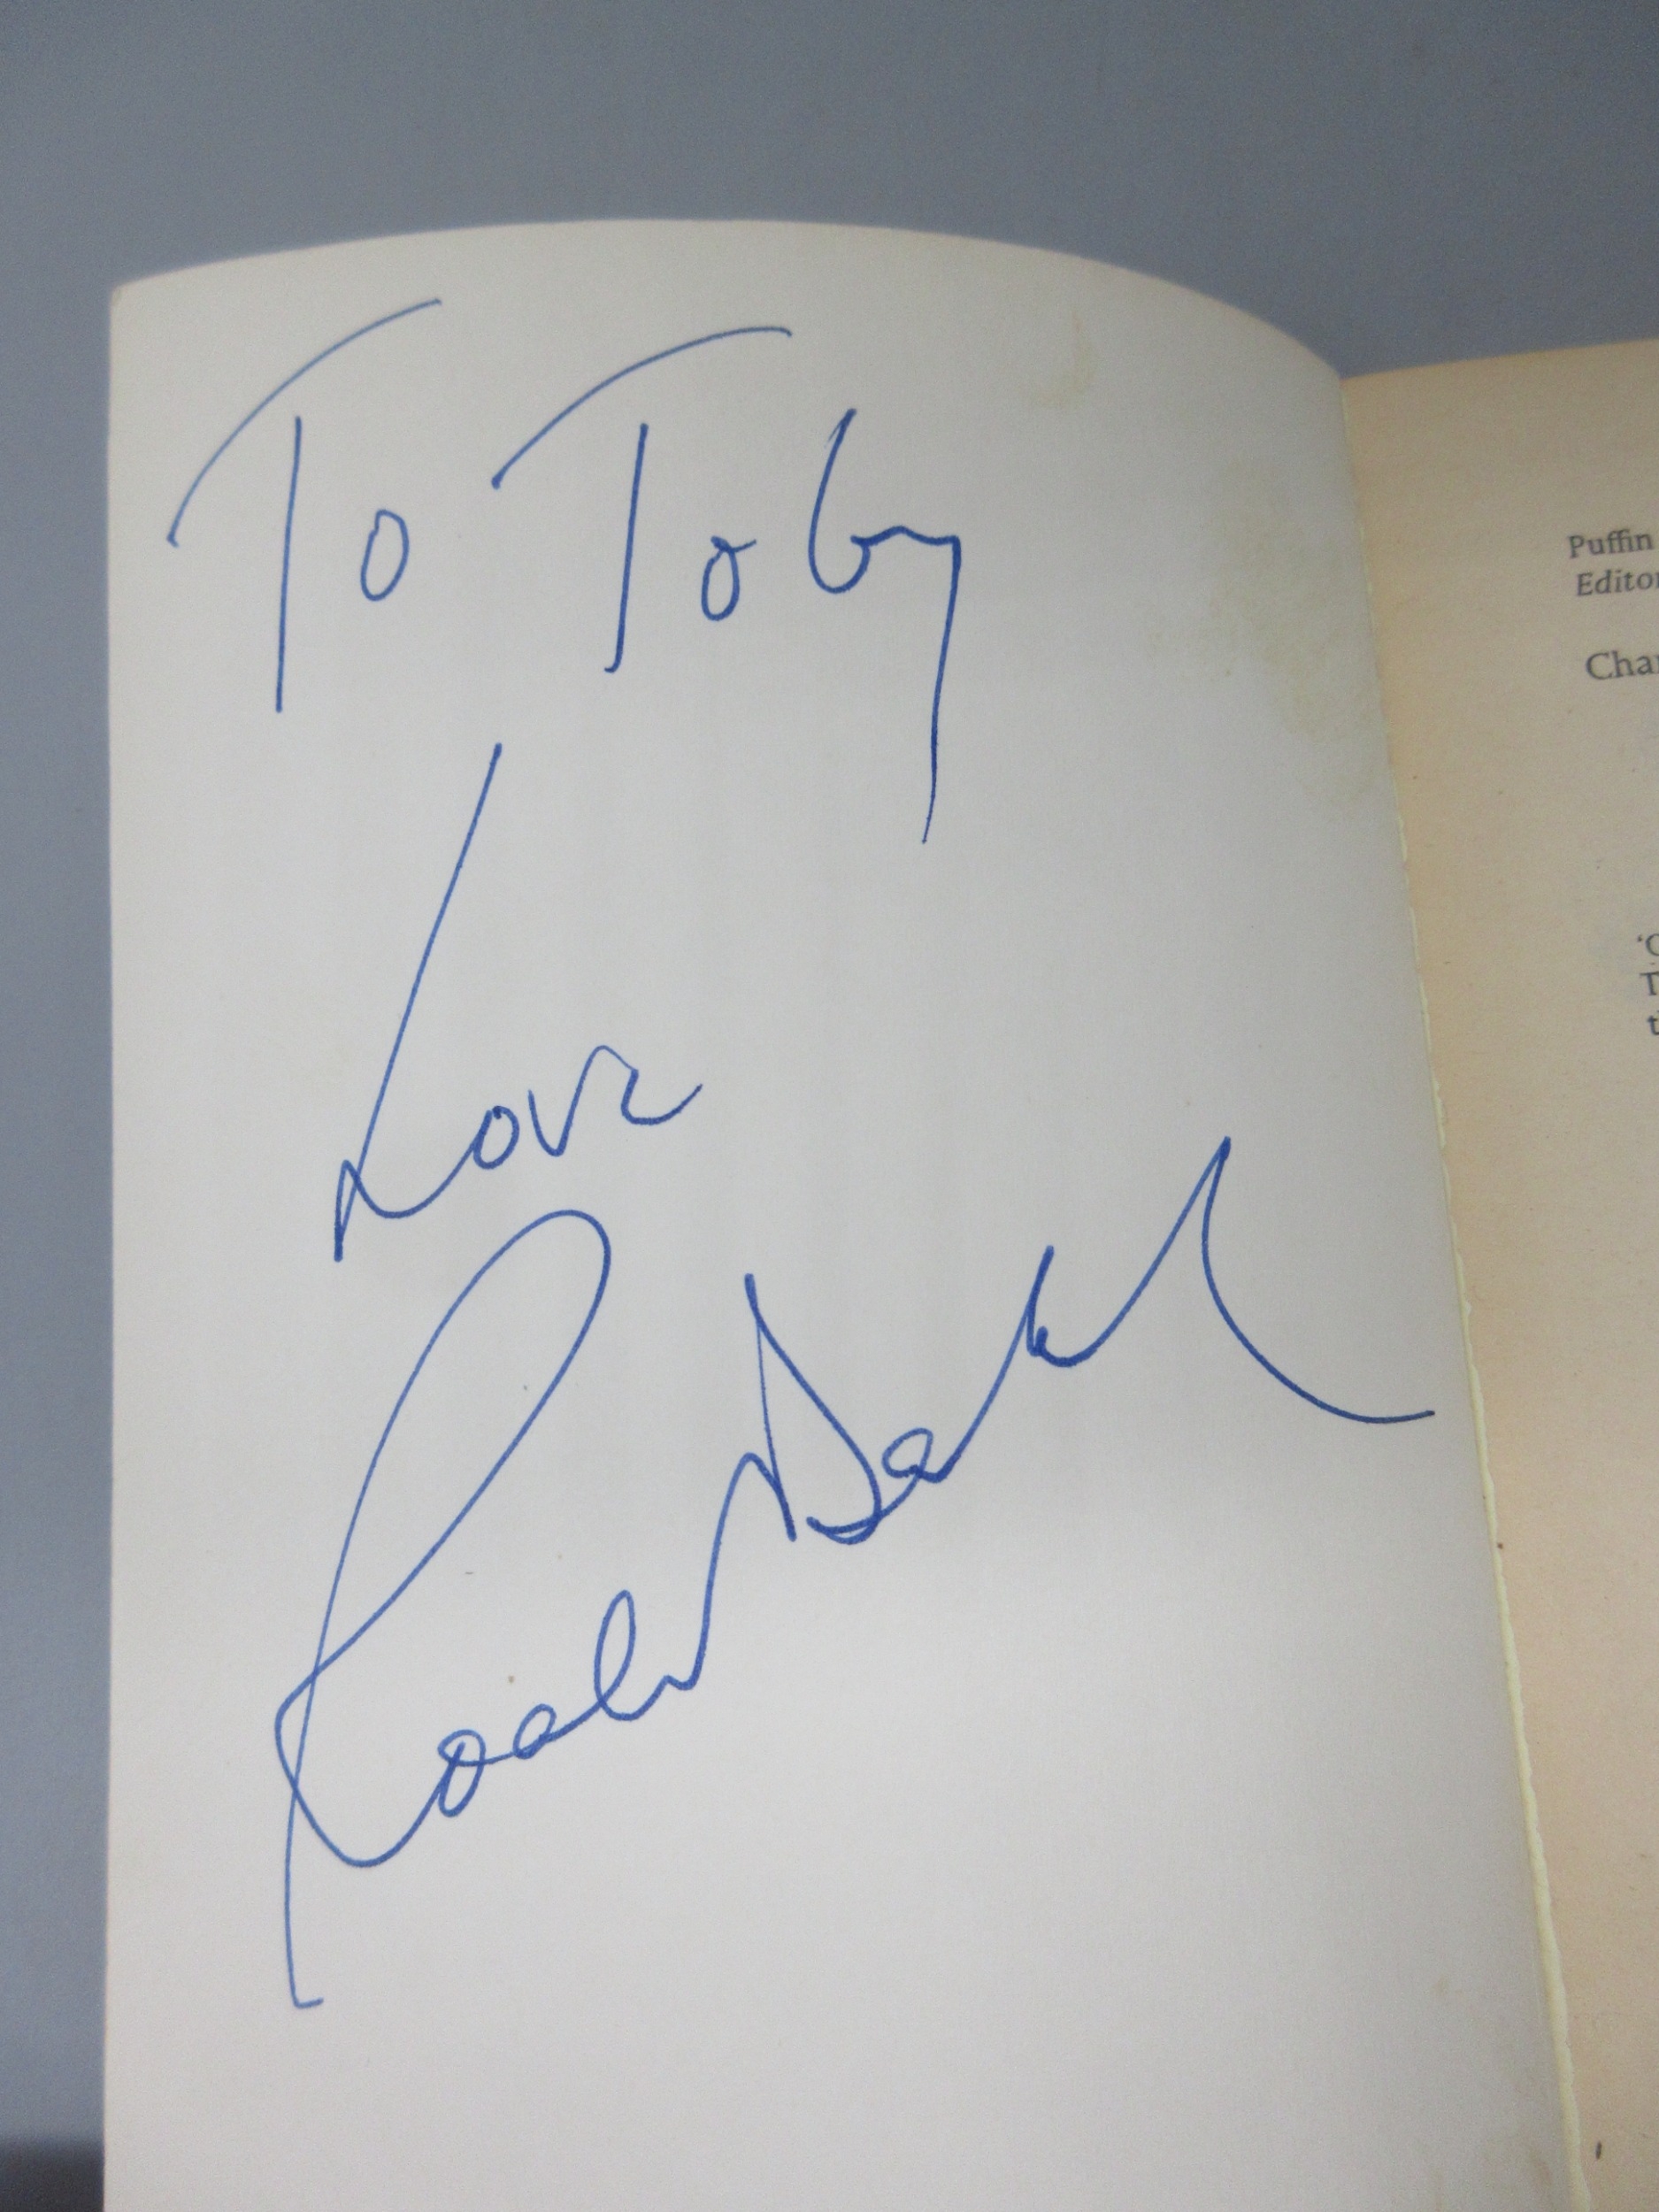 To Toby
Love
Roald Dahl
Puffin
Editor
Char
‘C
T
t